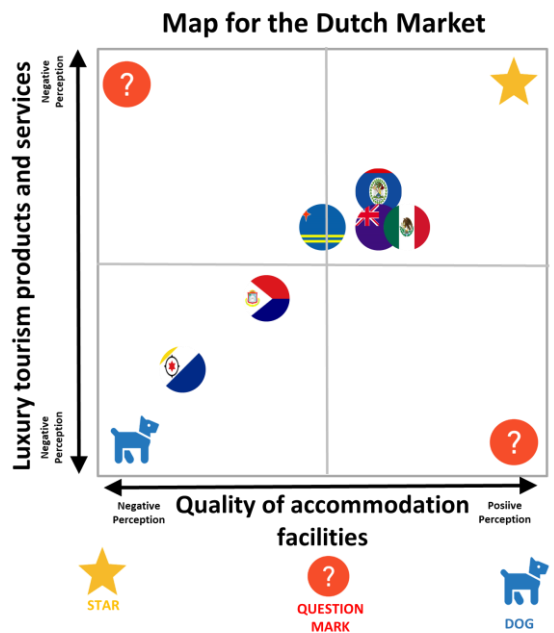 Map for the Dutch Market
Luxury tourism products and services
Negative
Perception
?
Negative
Perception
?
Negative
Perception
Quality of accommodation
facilities
Posiive
Perception
?
STAR
QUESTION
MARK
DOG